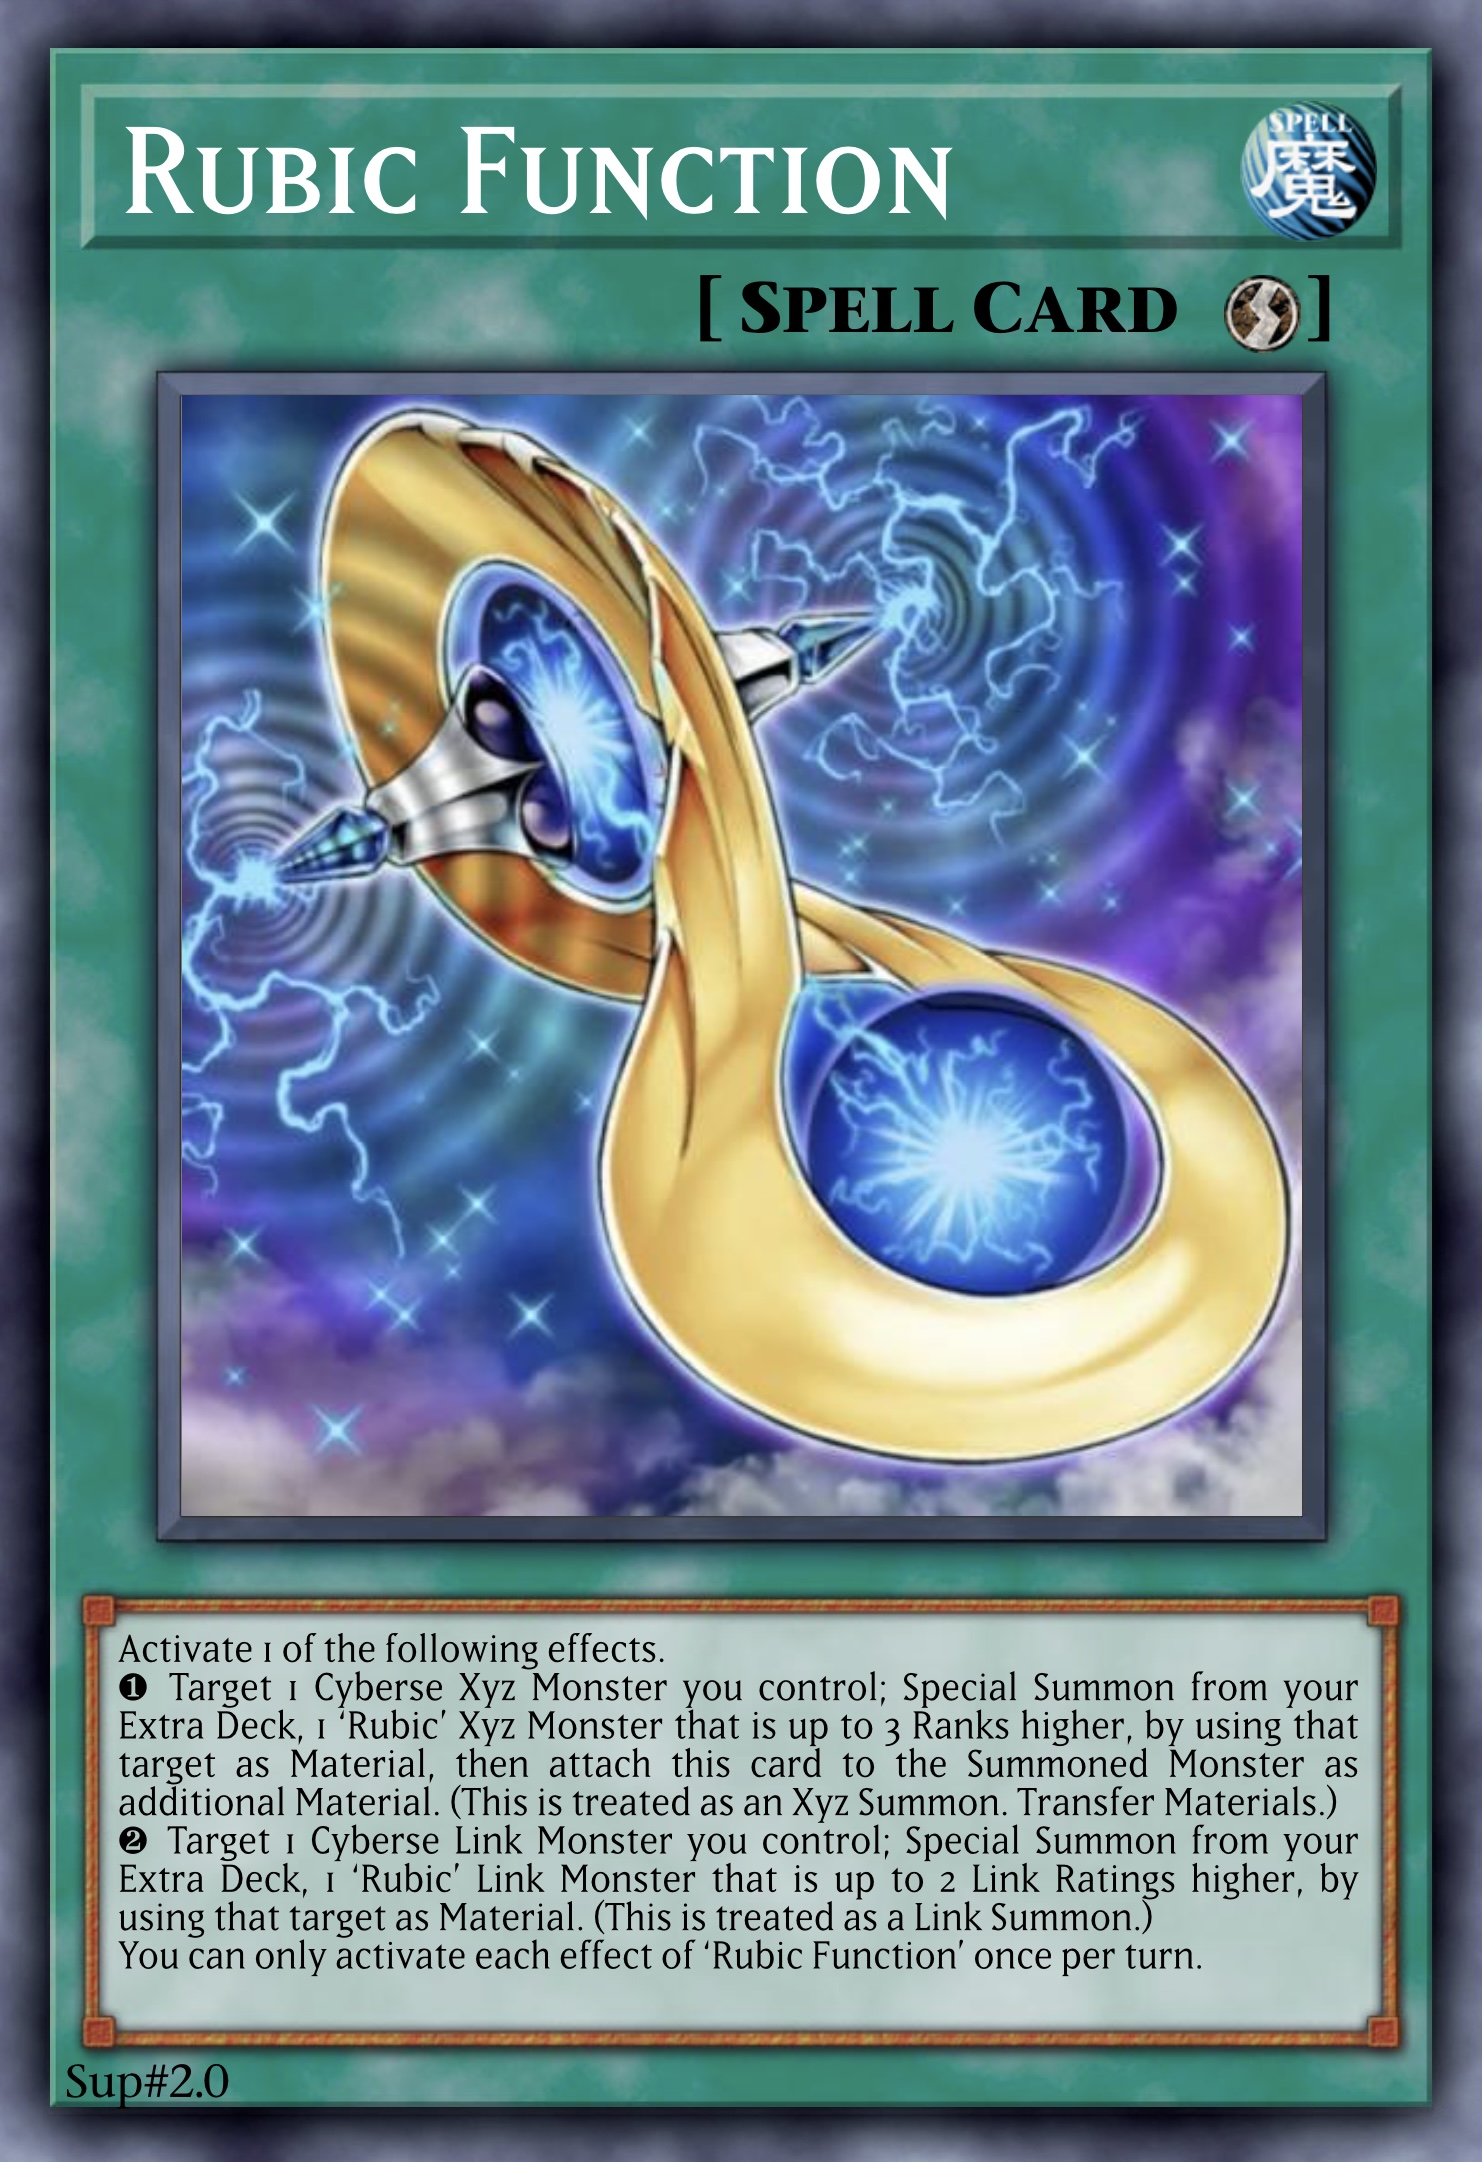 Rubic Function
SPELL
魔
[ Spell Card ]
Activate 1 of the following effects.
❶ Target 1 Cyberse Xyz Monster you control; Special Summon from your
Extra Deck, 1 ‘Rubic’ Xyz Monster that is up to 3 Ranks higher, by using that
target as Material, then attach this card to the Summoned Monster as
additional Material. (This is treated as an Xyz Summon. Transfer Materials.)
❷ Target 1 Cyberse Link Monster you control; Special Summon from your
Extra Deck, 1 ‘Rubic’ Link Monster that is up to 2 Link Ratings higher, by
using that target as Material. (This is treated as a Link Summon.)
You can only activate each effect of ‘Rubic Function’ once per turn.
Sup#2.0